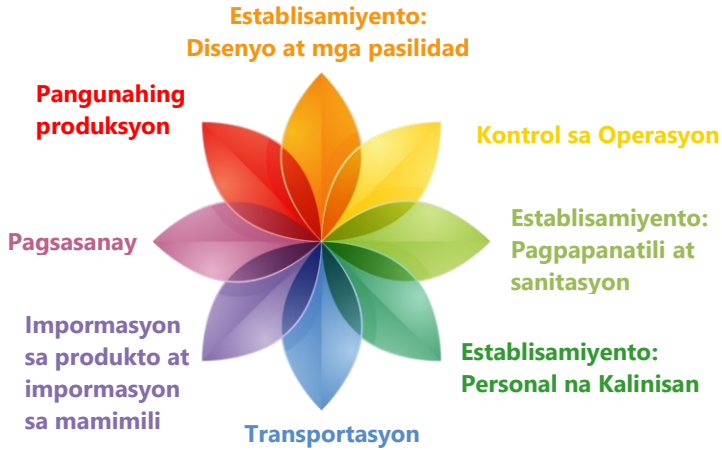 Establisamiyento:
Disenyo at mga pasilidad
Pangunahing
produksyon
Kontrol sa Operasyon
Establisamiyento:
Pagpapanatili at
sanitasyon
Pagsasanay
Impormasyon
sa produkto at
impormasyon
sa mamimili
Establisamiyento:
Personal na Kalinisan
Transportasyon